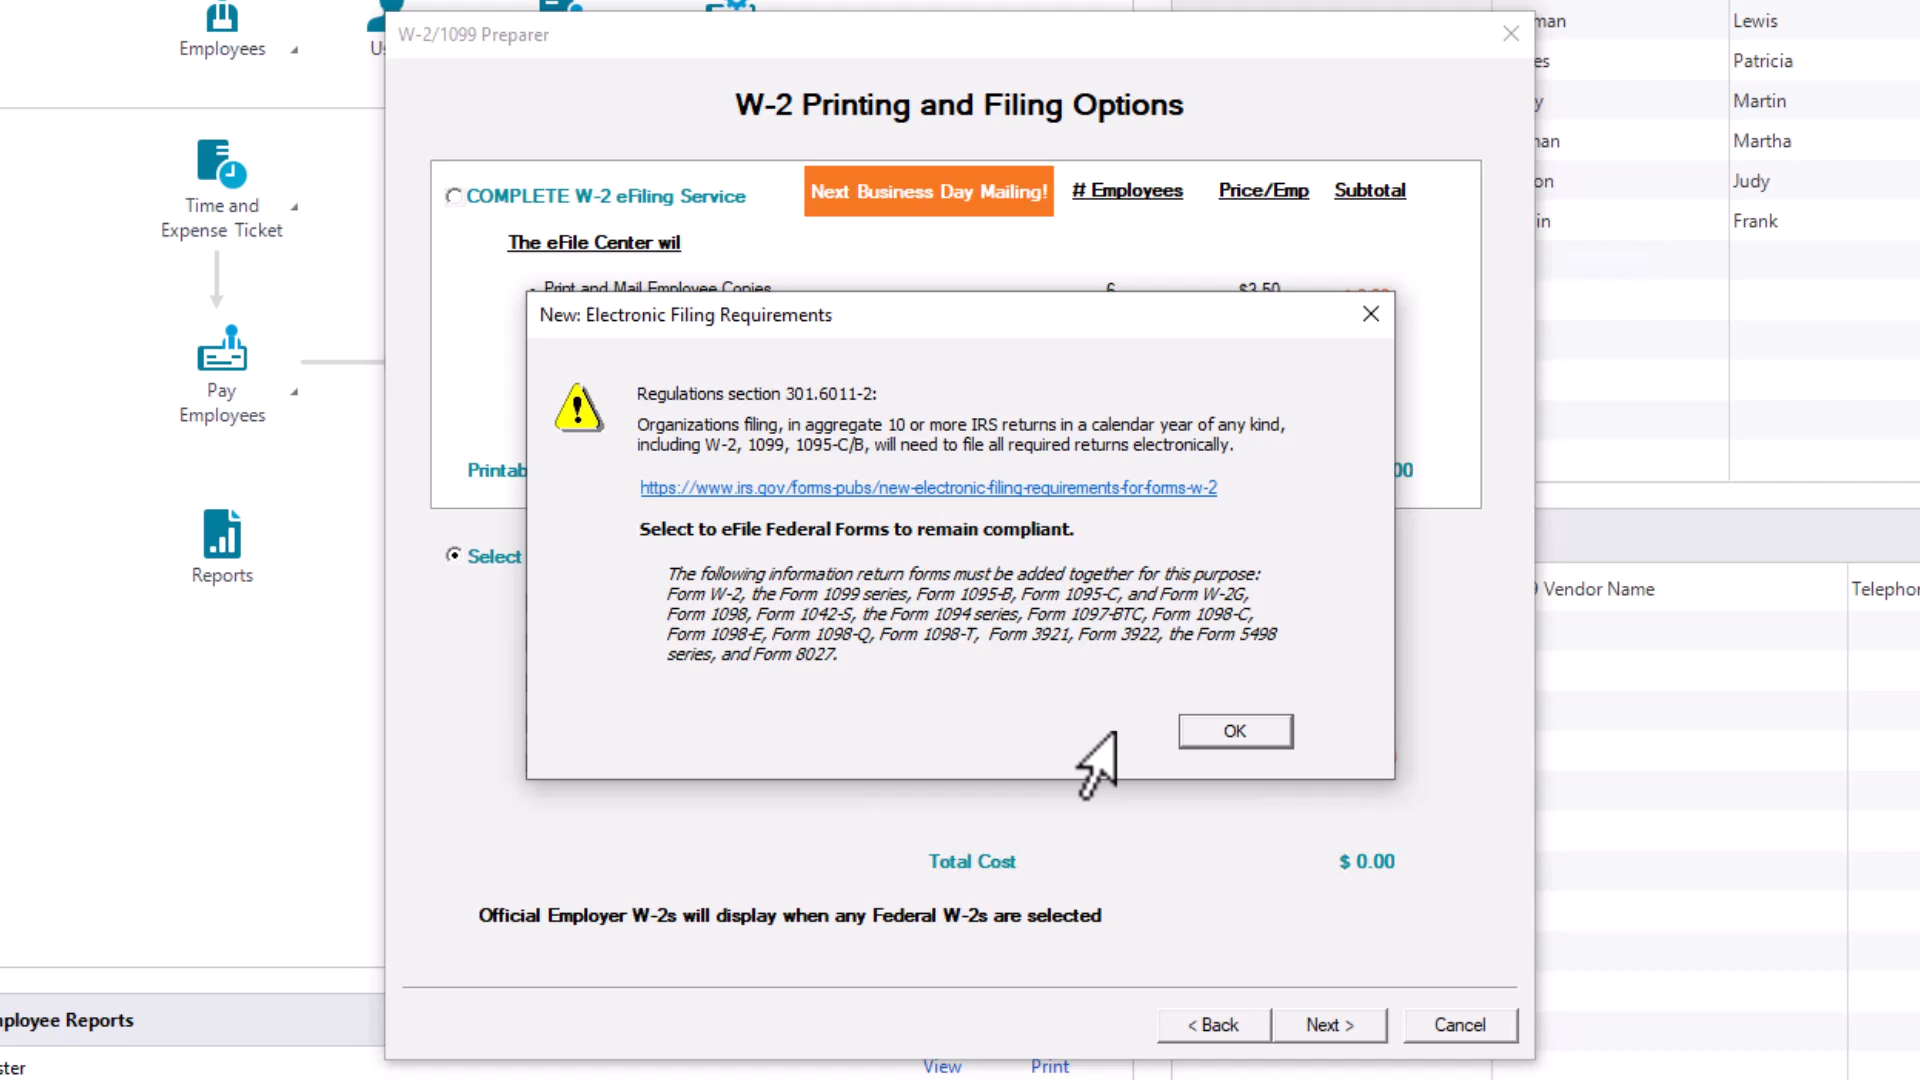 Employees
W-2/1099 Preparer
Lewis
Patricia
Martin
Martha
Judy
Frank
W-2 Printing and Filing Options
Time and
Expense Ticket
COMPLETE W-2 eFiling Service
Next Business Day Mailing!
# Employees
Price/Emp
Subtotal
The eFile Center wil
- Print and Mail Employee Copies
6
$3.50
Pay
Employees
Reports
New: Electronic Filing Requirements
Regulations section 301.6011-2:
Organizations filing, in aggregate 10 or more IRS returns in a calendar year of any kind,
including W-2, 1099, 1095-C/B, will need to file all required returns electronically.
https://www.irs.gov/forms-pubs/new-electronic-filing-requirements-for-forms-w-2
Select to eFile Federal Forms to remain compliant.
The following information return forms must be added together for this purpose:
Form W-2, the Form 1099 series, Form 1095-B, Form 1095-C, and Form W-2G,
Form 1098, Form 1042-S, the Form 1094 series, Form 1097-BTC, Form 1098-C,
Form 1098-E, Form 1098-Q, Form 1098-T, Form 3921, Form 3922, the Form 5498
series, and Form 8027.
OK
Select
Vendor Name
Total Cost
$ 0.00
Official Employer W-2s will display when any Federal W-2s are selected
< Back
Next >
Cancel
Reports
View
Print